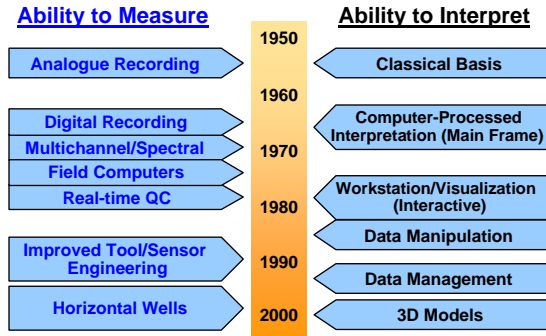 Ability to Measure
Ability to Interpret
1950
Analogue Recording
Classical Basis
1960
Digital Recording
Computer-Processed
Interpretation (Main Frame)
Multichannel/Spectral
1970
Field Computers
Real-time QC
Workstation/Visualization
(Interactive)
1980
Data Manipulation
Improved Tool/Sensor
Engineering
1990
Data Management
Horizontal Wells
2000
3D Models